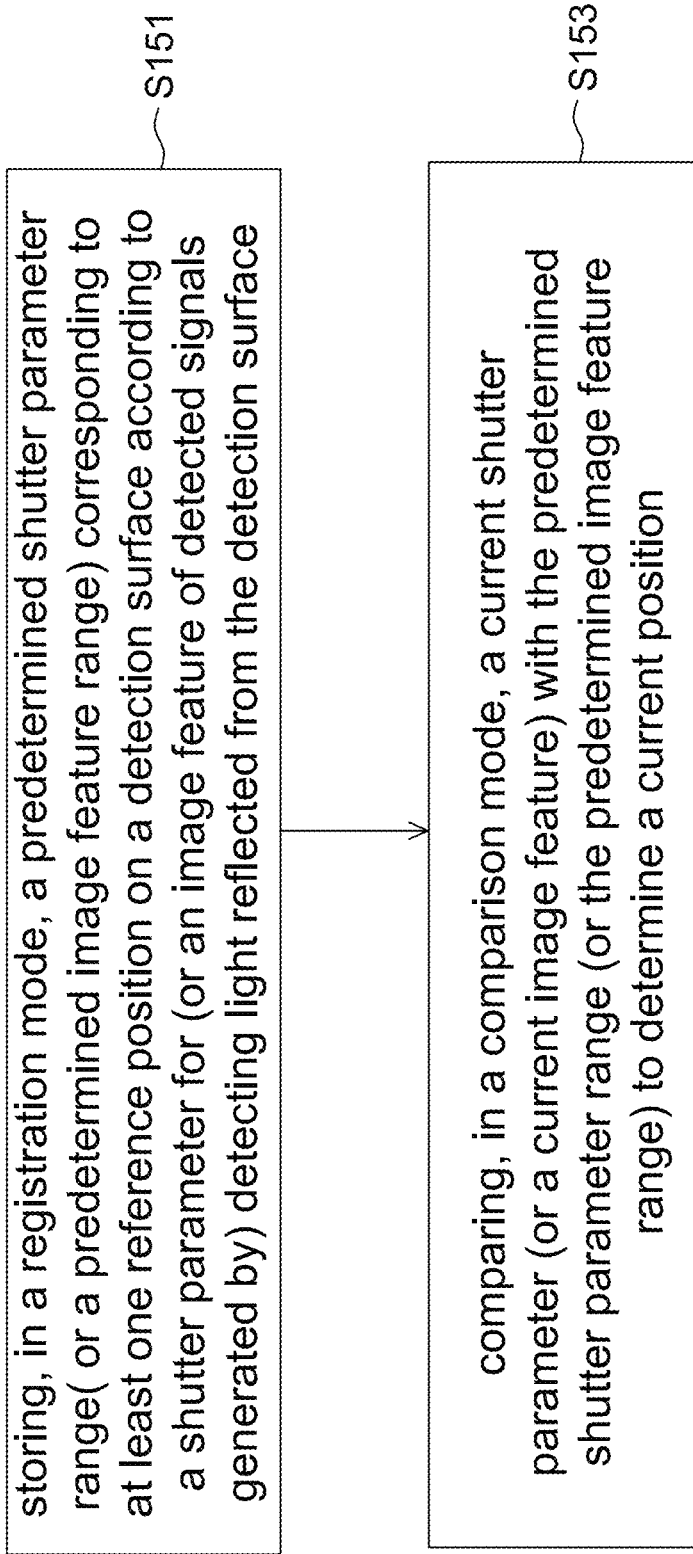 storing, in a registration mode, a predetermined shutter parameter
range( or a predetermined image feature range) corresponding to
at least one reference position on a detection surface according to
a shutter parameter for (or an image feature of detected signals
generated by) detecting light reflected from the detection surface
S151
comparing, in a comparison mode, a current shutter
parameter (or a current image feature) with the predetermined
shutter parameter range (or the predetermined image feature
range) to determine a current position
S153